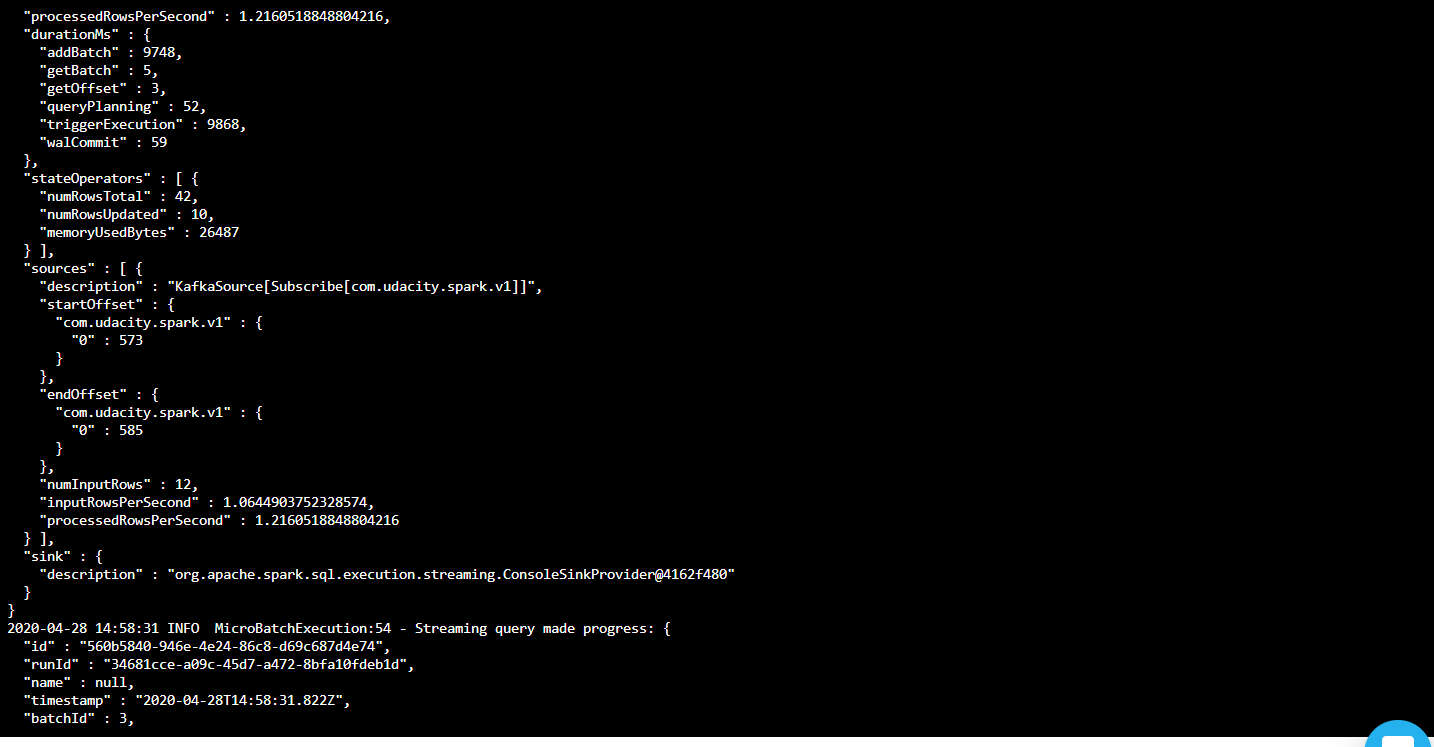 "processedRowsPerSecond" : 1.2160518848804216,
"durationMs" : {
"addBatch" : 9748,
"getBatch" : 5,
"getOffset" : 3,
"queryPlanning" : 52,
"triggerExecution" : 9868,
"walCommit" : 59
},
"stateOperators" : [ {
"numRowsTotal" : 42,
"numRowsUpdated" : 10,
"memoryUsedBytes" : 26487
} ],
"sources" : [ {
"description" : "KafkaSource[Subscribe[com.udacity.spark.v1]]",
"startOffset" : {
"com.udacity.spark.v1" : {
"0" : 573
}
},
"endOffset" : {
"com.udacity.spark.v1" : {
"0" : 585
}
},
"numInputRows" : 12,
"inputRowsPerSecond" : 1.0644903752328574,
"processedRowsPerSecond" : 1.2160518848804216
} ],
"sink" : {
"description" : "org.apache.spark.sql.execution.streaming.ConsoleSinkProvider@4162f480"
}
}
2020-04-28 14:58:31 INFO  MicroBatchExecution:54 - Streaming query made progress: {
"id" : "560b5840-946e-4e24-86c8-d69c687d4e74",
"runId" : "34681cce-a09c-45d7-a472-8bfa10fdeb1d",
"name" : null,
"timestamp" : "2020-04-28T14:58:31.822Z",
"batchId" : 3,